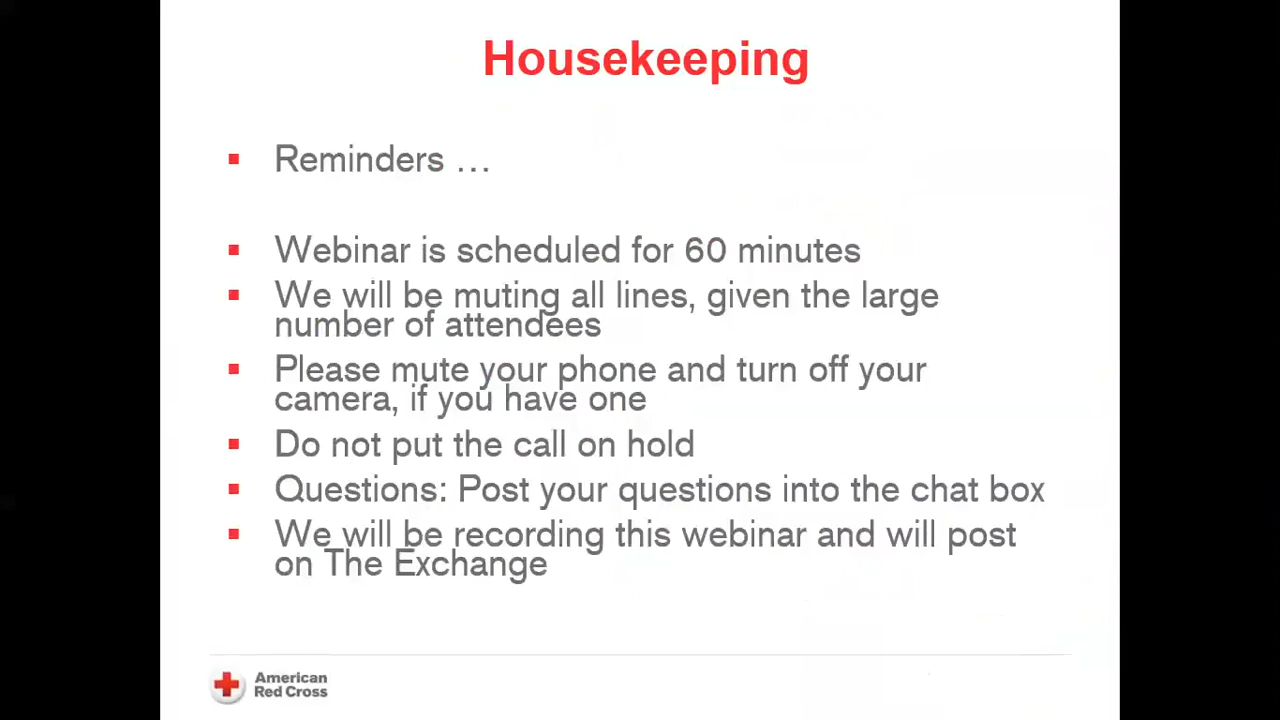 Housekeeping
▪ Reminders …
▪ Webinar is scheduled for 60 minutes
▪ We will be muting all lines, given the large
number of attendees
▪ Please mute your phone and turn off your
camera, if you have one
▪ Do not put the call on hold
▪ Questions: Post your questions into the chat box
▪ We will be recording this webinar and will post
on The Exchange
American
Red Cross